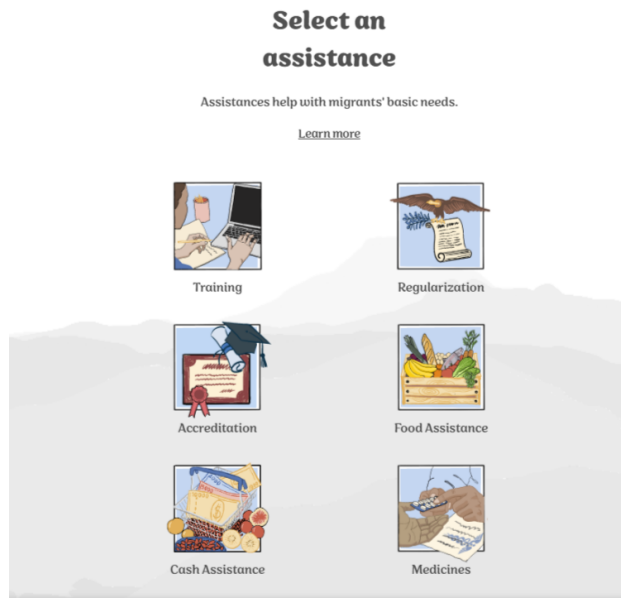 Select an
assistance
Assistances help with migrants' basic needs.
Learn more
Training
Regularization
Accreditation
Food Assistance
Cash Assistance
Medicines